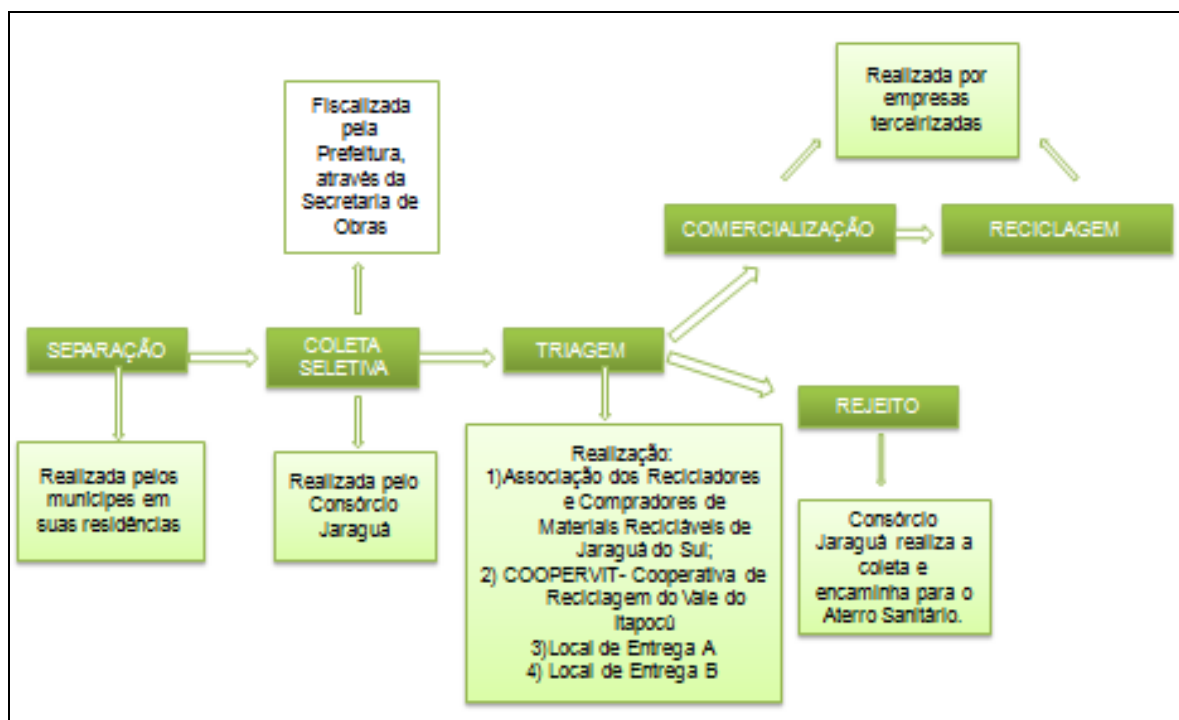 Realizada por
empresas
terceirizadas
Fiscalizada
pela
Prefeitura,
através da
Secretaria de
Obras
COMERCIALIZAÇÃO
RECICLAGEM
SEPARAÇÃO
COLETA
SELETIVA
TRIAGEM
REJEITO
Realizada pelos
munícipes em
suas residências
Realizada pelo
Consórcio
Jaraguá
Realização:
1)Associação dos Recicladores
e Compradores de
Materiais Recicláveis de
Jaraguá do Sul;
2) COOPERVIT- Cooperativa de
Reciclagem do Vale do
Itapocú
3)Local de Entrega A
4) Local de Entrega B
Consórcio
Jaraguá realiza a
coleta e
encaminha para o
Aterro Sanitário.